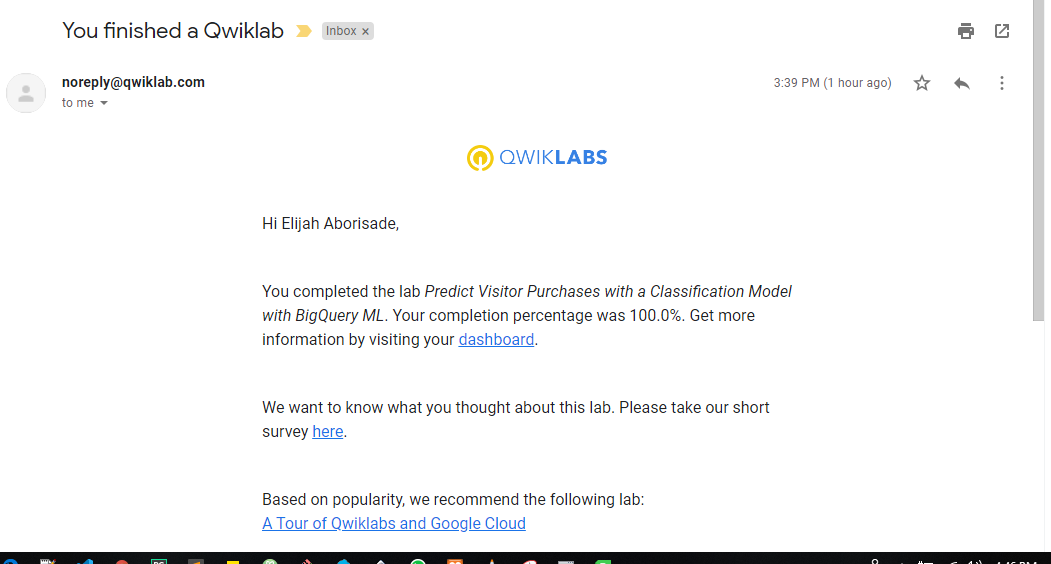 You finished a Qwiklab
Inbox ×
noreply@qwiklab.com
3:39 PM (1 hour ago)
to me
QWIKLABS
Hi Elijah Aborisade,
You completed the lab Predict Visitor Purchases with a Classification Model
with BigQuery ML. Your completion percentage was 100.0%. Get more
information by visiting your dashboard.
We want to know what you thought about this lab. Please take our short
survey here.
Based on popularity, we recommend the following lab:
A Tour of Qwiklabs and Google Cloud